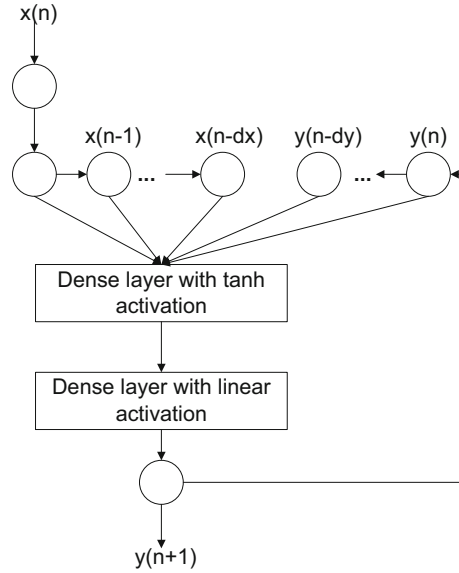 x(n)
x(n-1)
x(n-dx)
y(n-dy)
y(n)
...
...
Dense layer with tanh
activation
Dense layer with linear
activation
y(n+1)